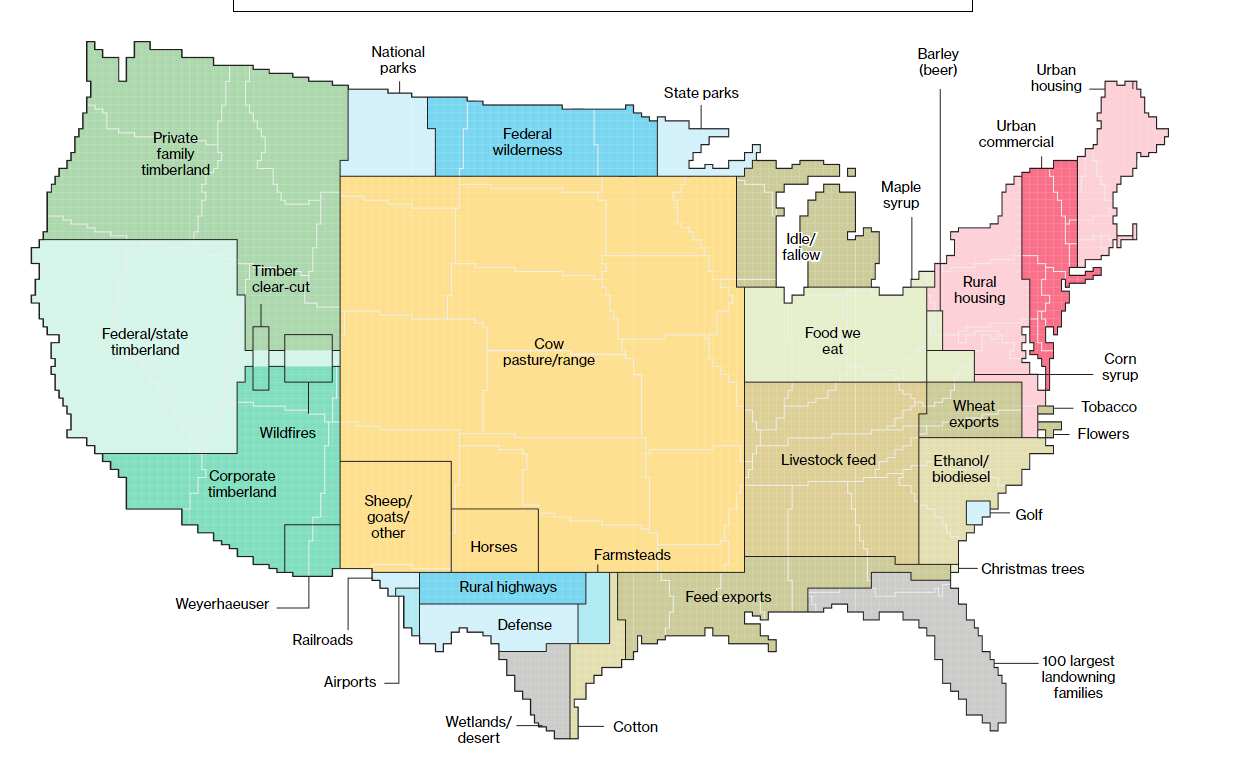 National
parks
Barley
(beer)
Urban
housing
State parks
Urban
commercial
Private
family
timberland
Federal
wilderness
Maple
syrup
Idle/
fallow
Timber
clear-cut
Rural
housing
Federal/state
timberland
Food we
eat
Cow
pasture/range
Corn
syrup
Wheat
exports
Tobacco
Flowers
Wildfires
Livestock feed
Ethanol/
biodiesel
Corporate
timberland
Sheep/
goats/
other
Golf
Horses
Farmsteads
Christmas trees
Rural highways
Feed exports
Weyerhaeuser
Defense
Railroads
100 largest
landowning
families
Airports
Wetlands/
desert
Cotton